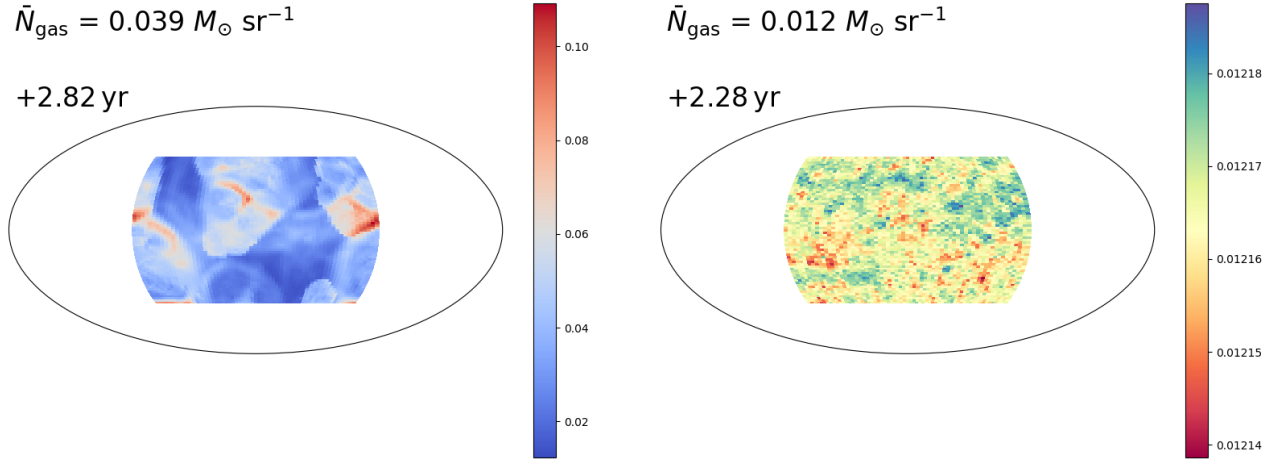 N̄gas = 0.039 M⊙ sr⁻¹
+2.82 yr
0.10
0.08
0.06
0.04
0.02
N̄gas = 0.012 M⊙ sr⁻¹
+2.28 yr
0.01218
0.01217
0.01216
0.01215
0.01214